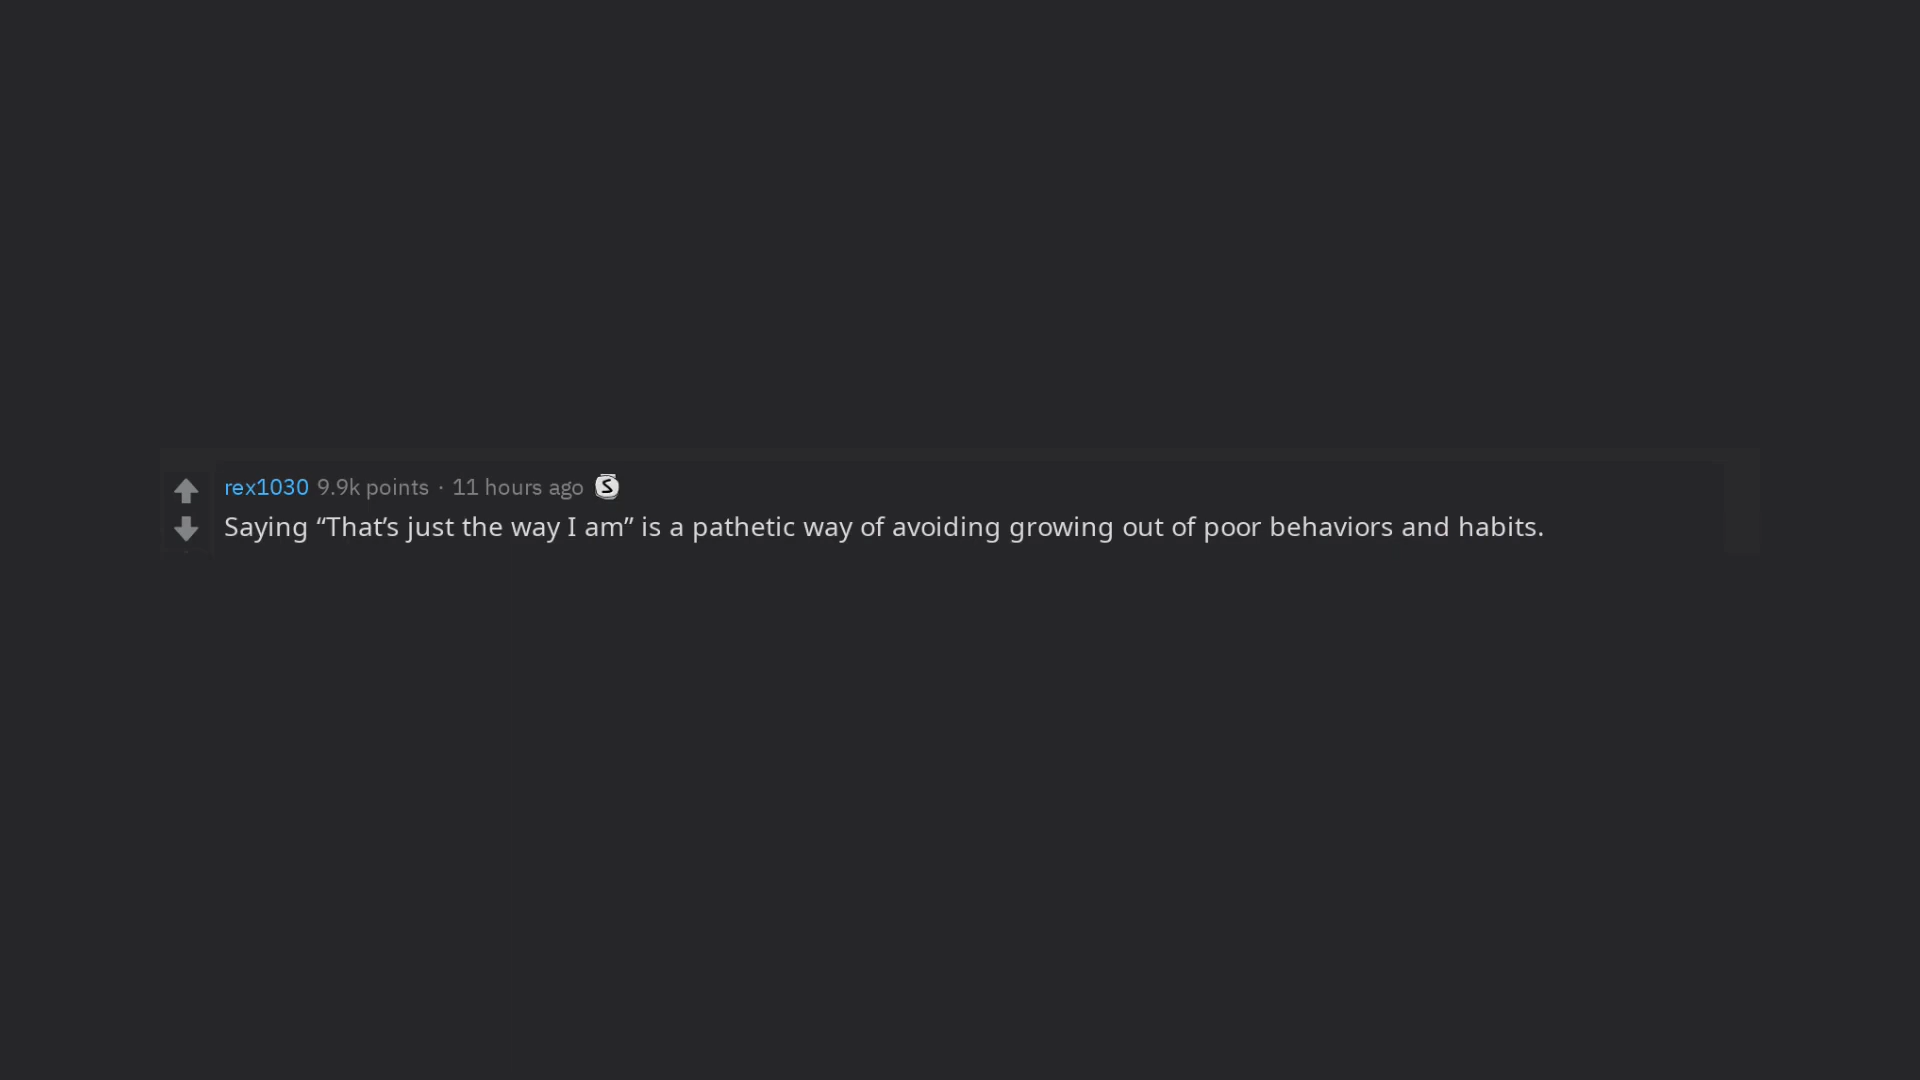 rex1030 9.9k points · 11 hours ago S
Saying “That’s just the way I am” is a pathetic way of avoiding growing out of poor behaviors and habits.